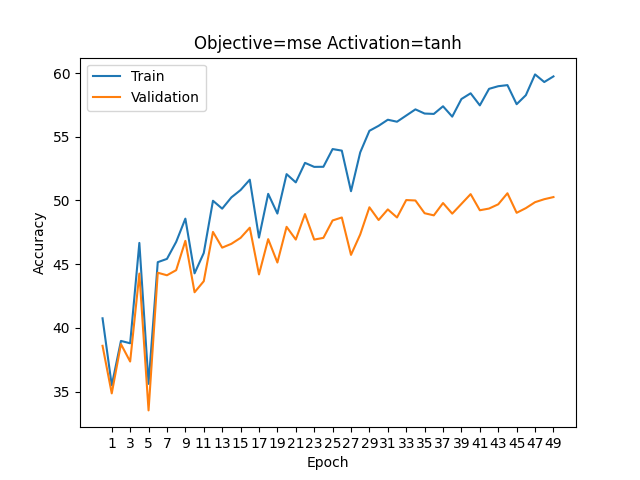 Objective=mse Activation=tanh
Train
Validation
60
55
50
45
40
35
Accuracy
1 3 5 7 9 11 13 15 17 19 21 23 25 27 29 31 33 35 37 39 41 43 45 47 49
Epoch